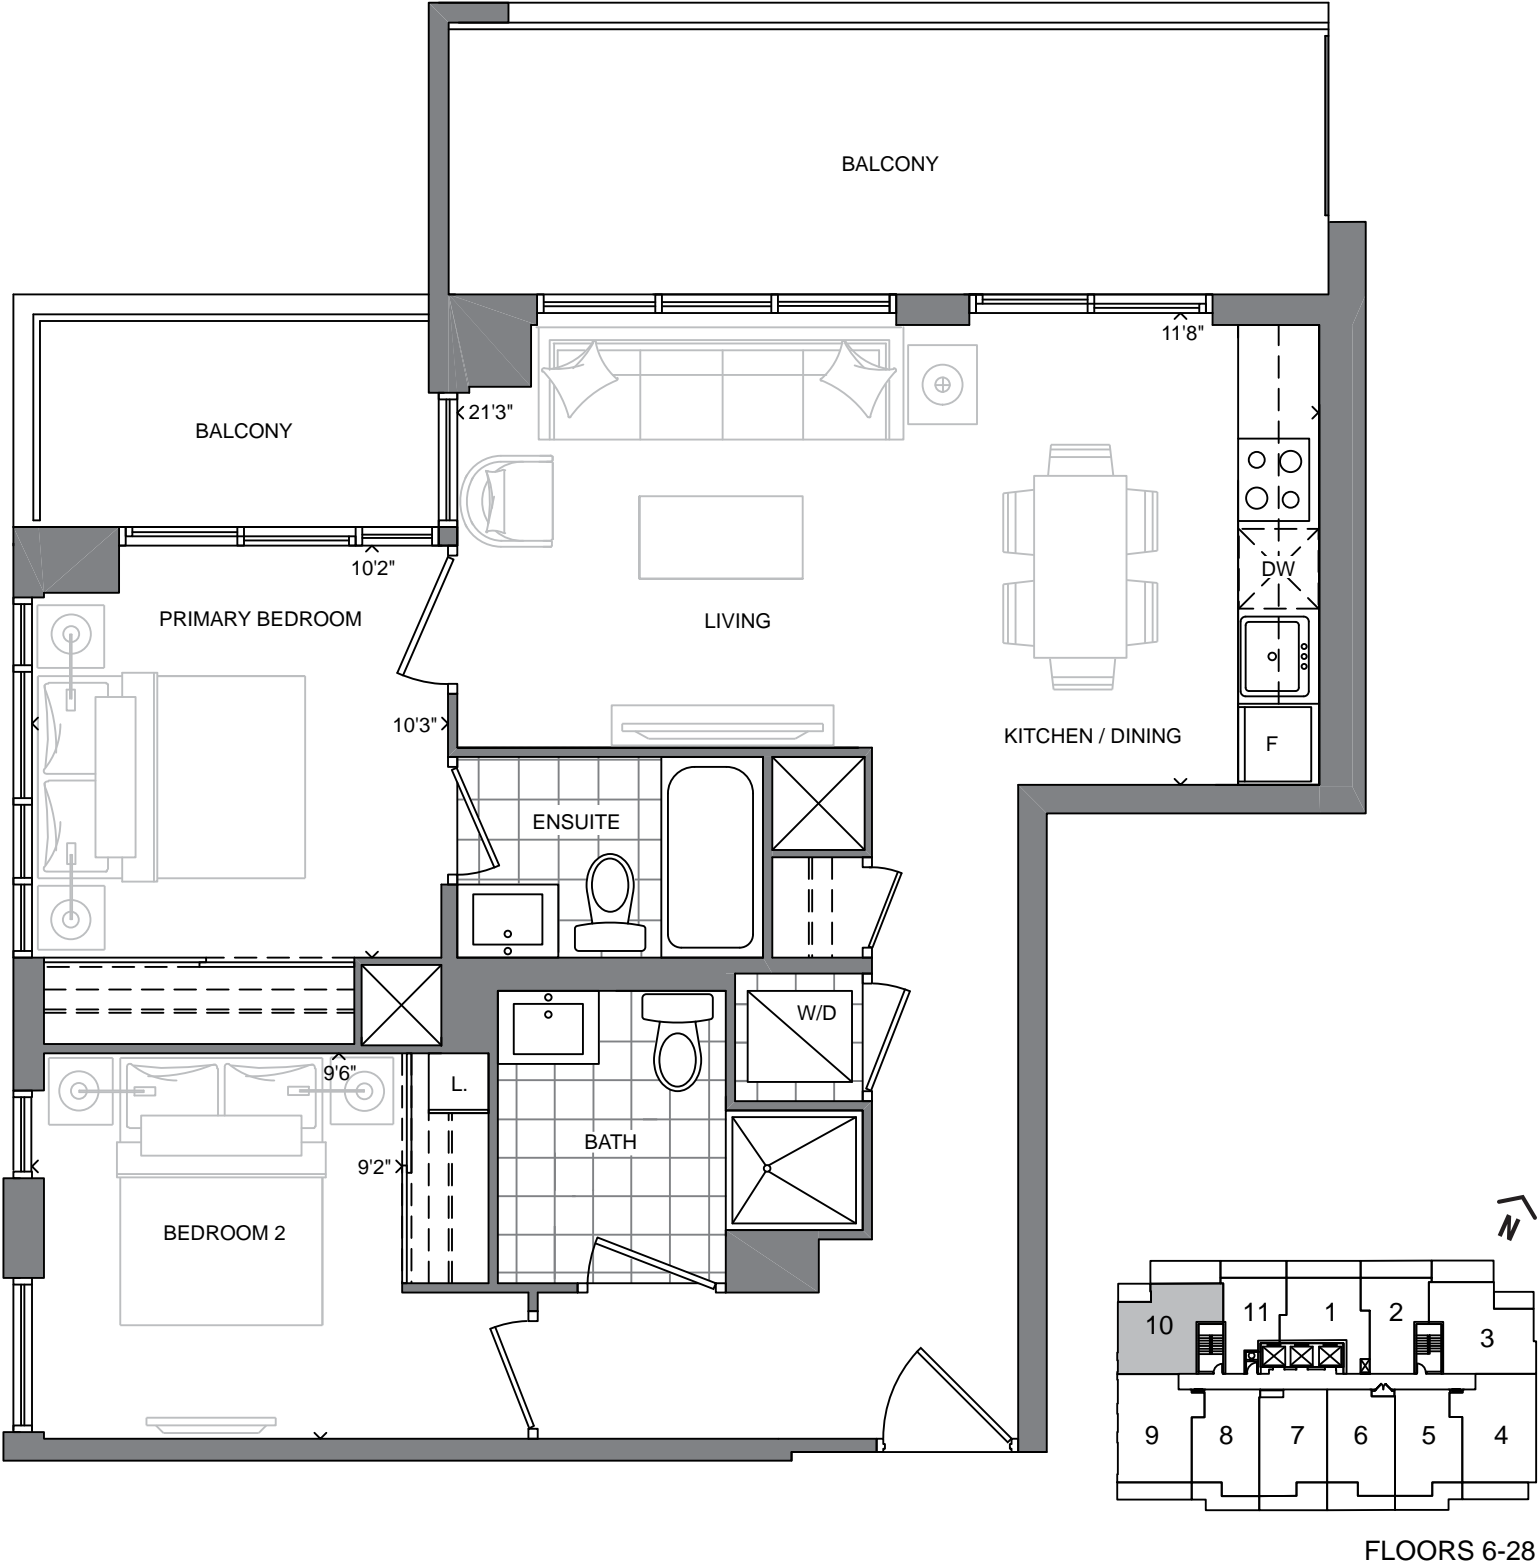 BALCONY
11'8"
21'3"
BALCONY
10'2"
DW
PRIMARY BEDROOM
LIVING
10'3"
KITCHEN / DINING
F
ENSUITE
W/D
9'6"
L.
BATH
9'2"
BEDROOM 2
N
10
11
1
2
3
9
8
7
6
5
4
FLOORS 6-28